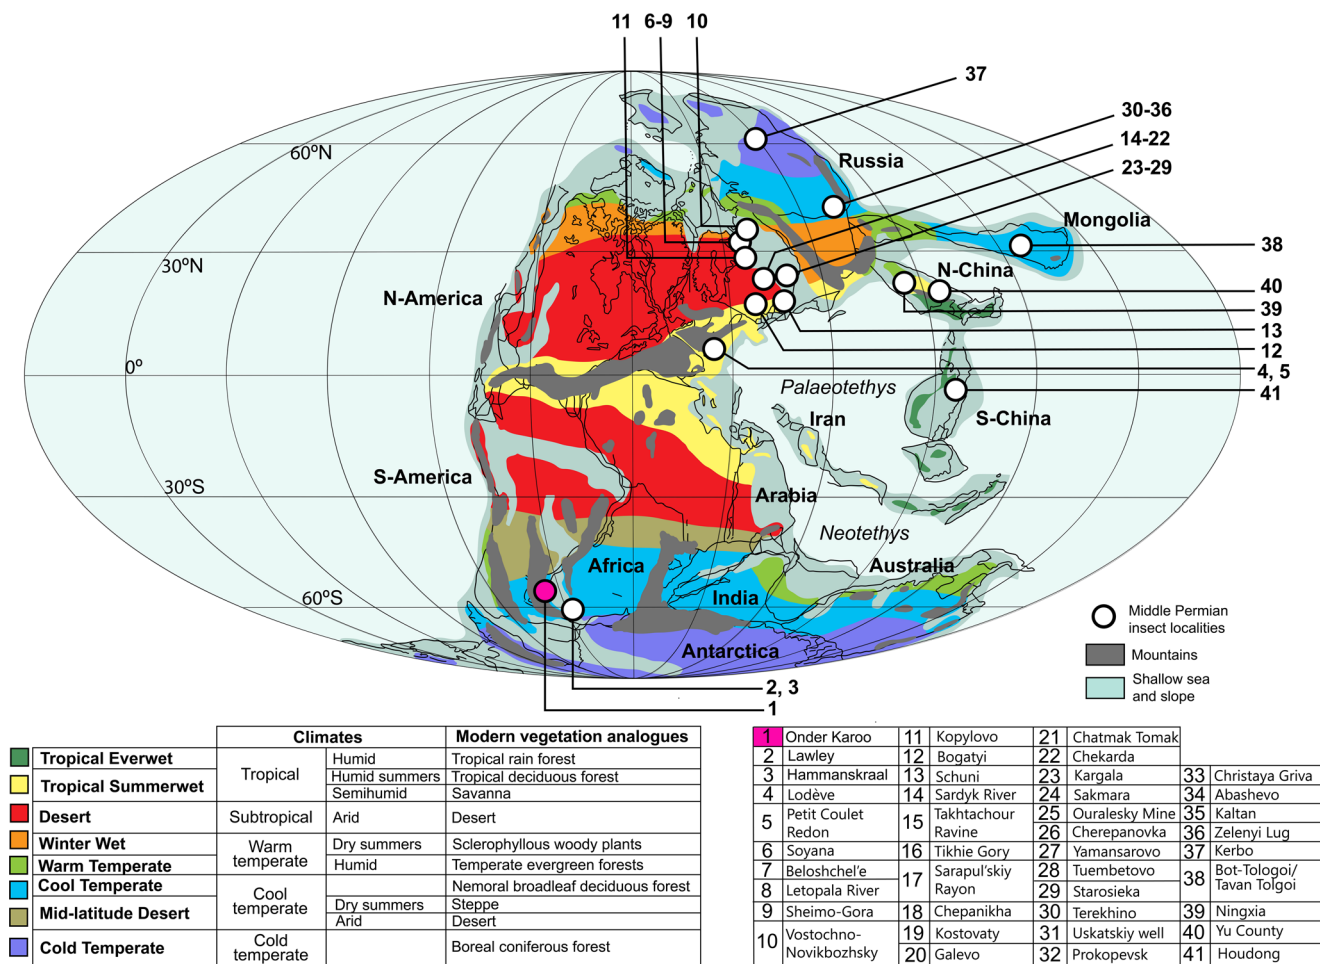 11 6-9 10
37
30-36
14-22
23-29
60ºN
Russia
Mongolia
38
30ºN
N-China
40
N-America
39
13
12
0º
4, 5
Palaeotethys
41
Iran
S-China
S-America
Arabia
30ºS
Neotethys
Africa
Australia
India
60ºS
Antarctica
Middle Permian
insect localities
Mountains
Shallow sea
and slope
2, 3
1
Climates Modern vegetation analogues
Tropical Everwet Tropical Humid Tropical rain forest
Tropical Summerwet Humid summers Tropical deciduous forest
Semihumid Savanna
Desert Subtropical Arid Desert
Winter Wet Warm temperate Dry summers Sclerophyllous woody plants
Warm Temperate Humid Temperate evergreen forests
Cool Temperate Cool temperate Nemoral broadleaf deciduous forest
Mid-latitude Desert Dry summers Steppe
Arid Desert
Cold Temperate Cold temperate Boreal coniferous forest
1 Onder Karoo 11 Kopylovo 21 Chatmak Tomak
2 Lawley 12 Bogatyi 22 Chekarda
3 Hammanskraal 13 Schuni 23 Kargala 33 Christaya Griva
4 Lodève 14 Sardyk River 24 Sakmara 34 Abashevo
5 Petit Coulet Redon 15 Takhtachour Ravine 25 Ouralesky Mine 35 Kaltan
26 Cherepanovka 36 Zelenyi Lug
6 Soyana 16 Tikhie Gory 27 Yamansarovo 37 Kerbo
7 Beloshchel'e 17 Sarapul'skiy Rayon 28 Tuembetovo 38 Bot-Tologoi/ Tavan Tolgoi
8 Letopala River 29 Starosieka
9 Sheimo-Gora 18 Chepanikha 30 Terekhino 39 Ningxia
10 Vostochno- Novikbozhsky 19 Kostovaty 31 Uskatskiy well 40 Yu County
20 Galevo 32 Prokopevsk 41 Houdong